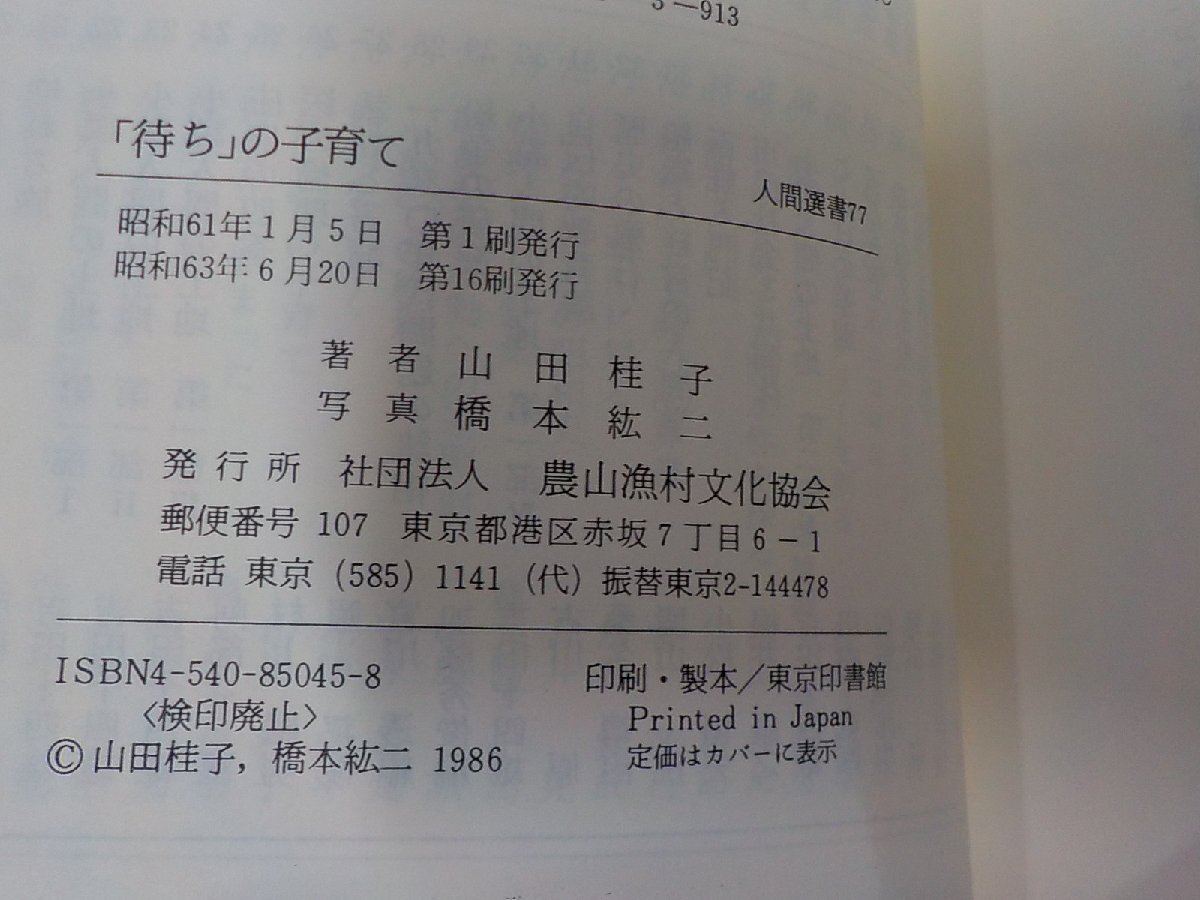 3-913
「待ち」の子育て
人間選書77
昭和61年1月5日 第1刷発行
昭和63年6月20日 第16刷発行
著者 山田桂子
写真 橋本紘二
発行所 社団法人 農山漁村文化協会
郵便番号 107 東京都港区赤坂7丁目6-1
電話 東京 (585) 1141 (代) 振替東京2-144478
ISBN4-540-85045-8
〈検印廃止〉
©山田桂子, 橋本紘二 1986
印刷・製本/東京印書館
Printed in Japan
定価はカバーに表示